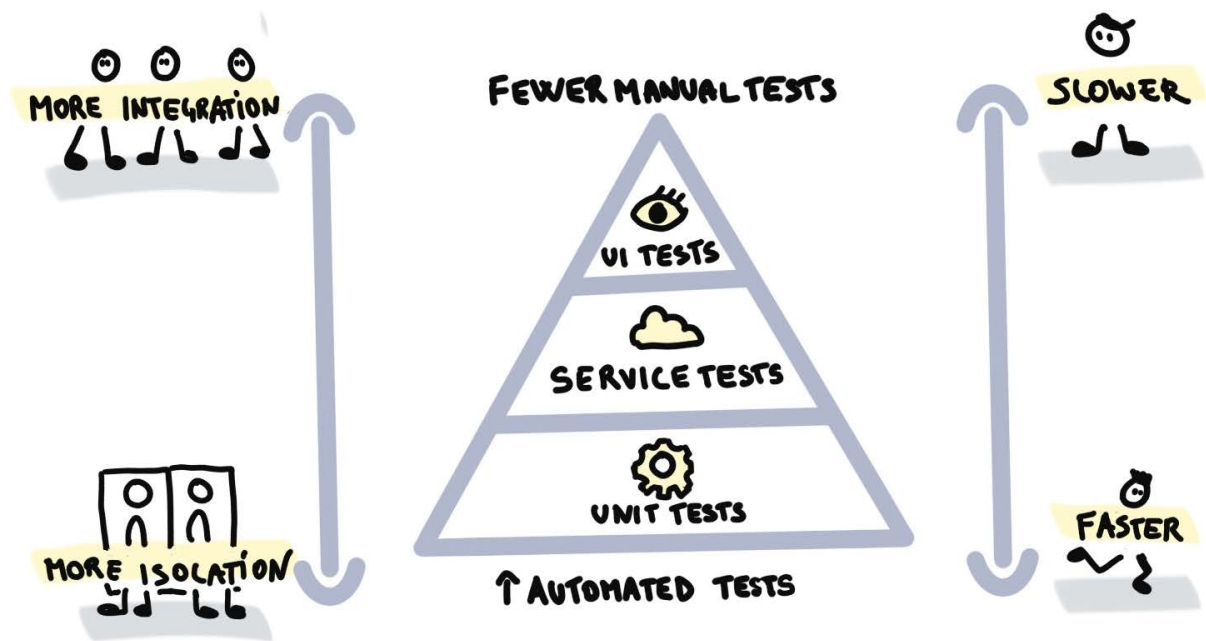 MORE INTEGRATION
FEWER MANUAL TESTS
SLOWER
UI TESTS
SERVICE TESTS
UNIT TESTS
MORE ISOLATION
FASTER
↑ AUTOMATED TESTS